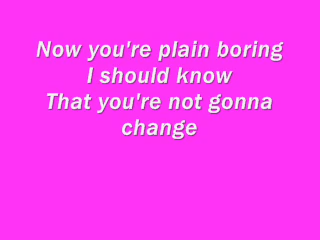 Now you're plain boring
I should know
That you're not gonna
change